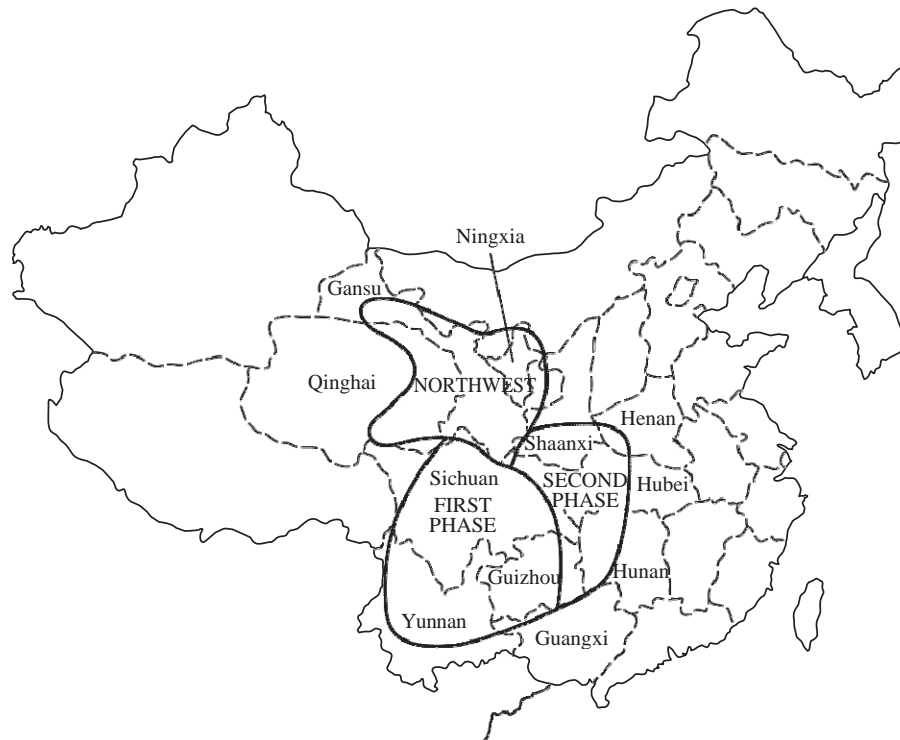 Ningxia
Gansu
Qinghai
NORTHWEST
Henan
Shaanxi
Sichuan
SECOND
PHASE
Hubei
FIRST
PHASE
Guizhou
Hunan
Yunnan
Guangxi